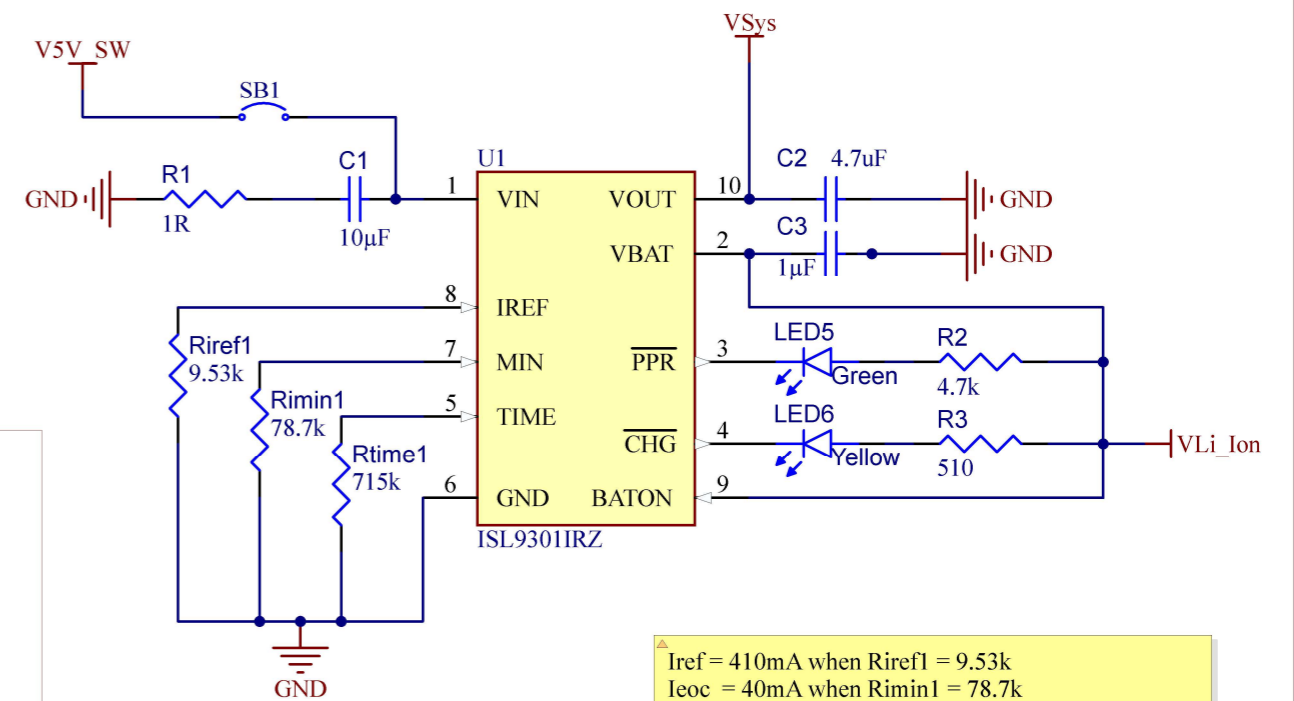 VSys
V5V_SW
SB1
C1
U1
C2
4.7uF
R1
1
VIN
VOUT
10
GND
GND
1R
10µF
C3
VBAT
2
1µF
GND
8
IREF
Riref1
9.53k
LED5
R2
7
MIN
PPR
3
Green
4.7k
Rimin1
78.7k
5
TIME
LED6
R3
CHG
4
Yellow
510
VLi_Ion
Rtime1
715k
6
GND
BATON
9
ISL9301IRZ
GND
Iref = 410mA when Riref1 = 9.53k
Ieoc = 40mA when Rimin1 = 78.7k